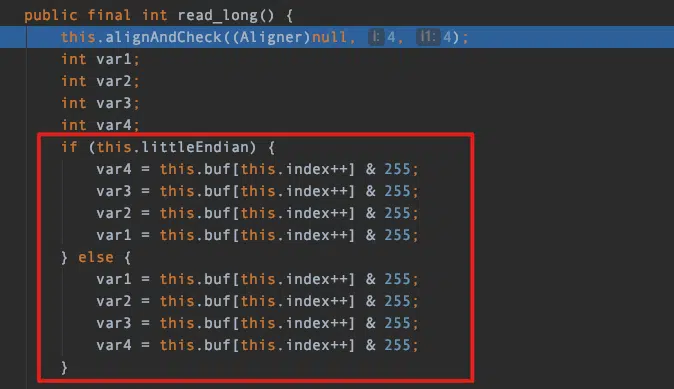 public final int read_long() {
this.alignAndCheck((Aligner)null, i: 4, i1: 4);
int var1;
int var2;
int var3;
int var4;
if (this.littleEndian) {
var4 = this.buf[this.index++] & 255;
var3 = this.buf[this.index++] & 255;
var2 = this.buf[this.index++] & 255;
var1 = this.buf[this.index++] & 255;
} else {
var1 = this.buf[this.index++] & 255;
var2 = this.buf[this.index++] & 255;
var3 = this.buf[this.index++] & 255;
var4 = this.buf[this.index++] & 255;
}